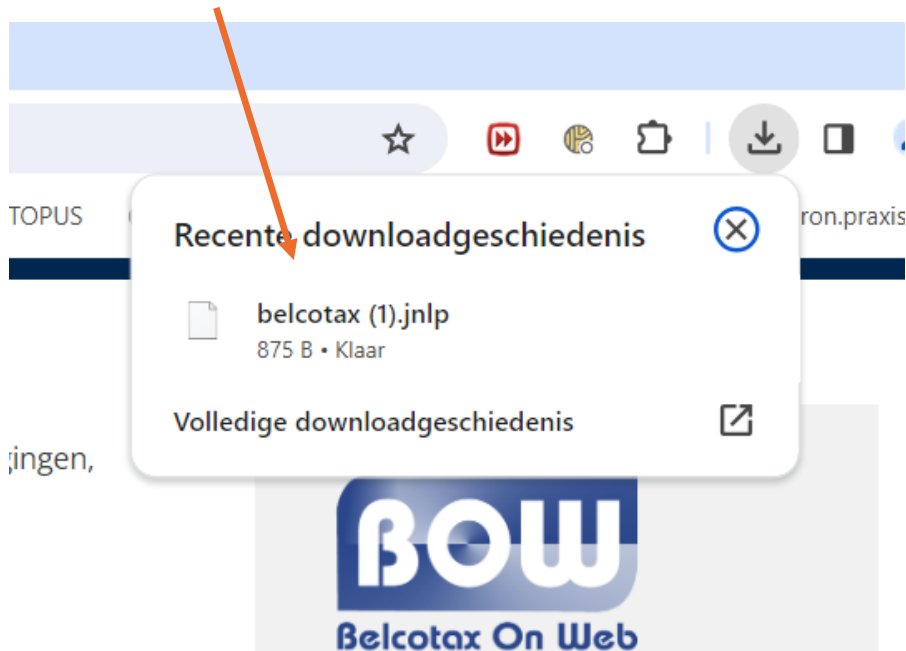 TOPUS
ron.praxis
Recente downloadgeschiedenis
belcotax (1).jnlp
875 B • Klaar
Volledige downloadgeschiedenis
gingen,
BOW
Belcotax On Web